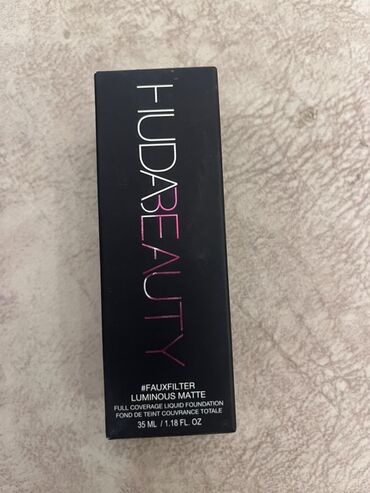 HUDABEAUTY
#FAUXFILTER
LUMINOUS MATTE
FULL COVERAGE LIQUID FOUNDATION
FOND DE TEINT COUVRANCE TOTALE
35 ML / 1.18 FL. OZ